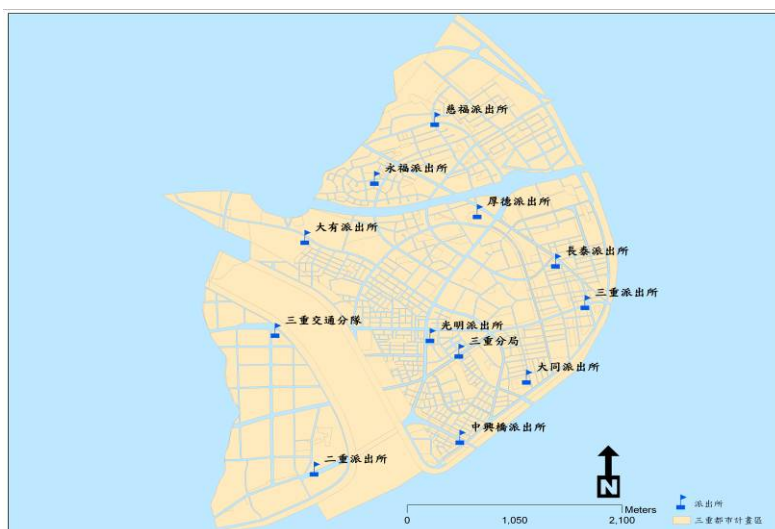 慈福派出所
永福派出所
厚德派出所
大有派出所
長泰派出所
三重派出所
三重交通分隊
光明派出所
三重分局
大同派出所
中興橋派出所
二重派出所
N
Meters
0 1,050 2,100
派出所
三重都市計畫區